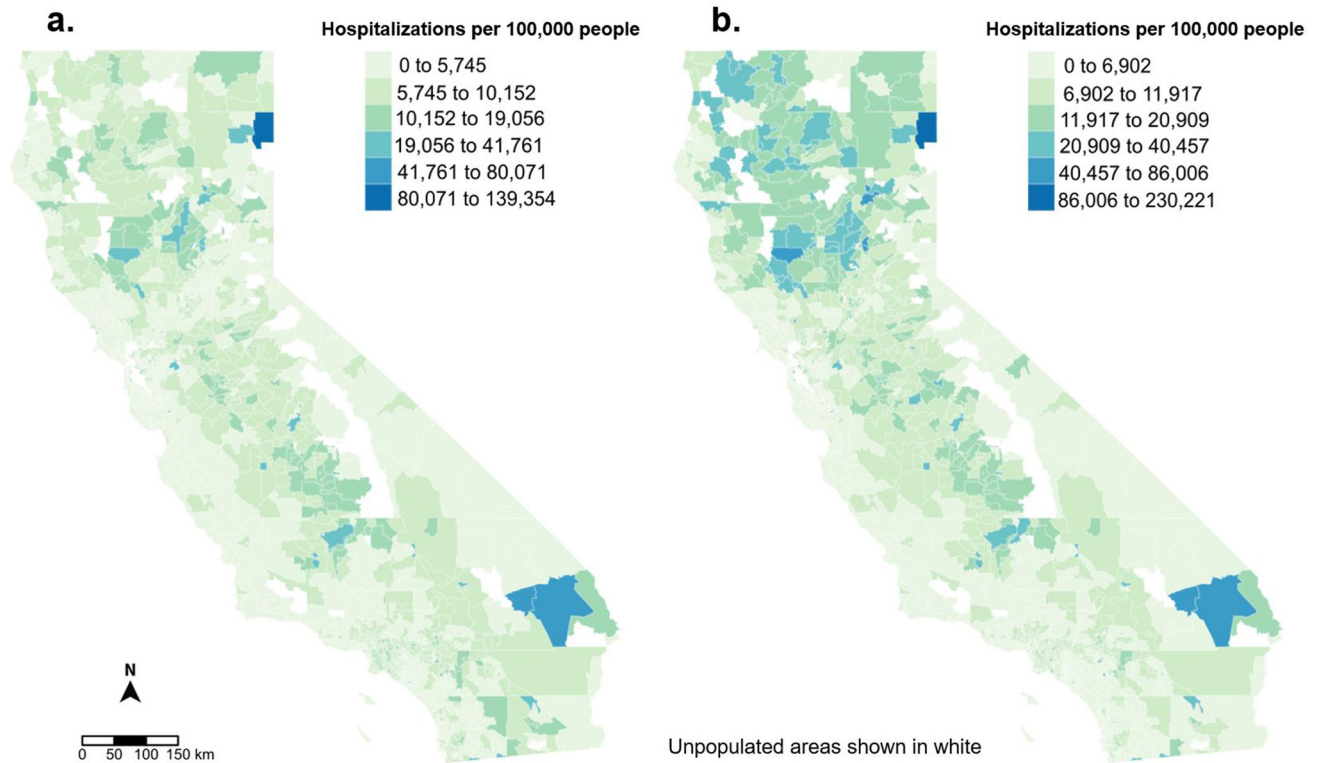 a.
Hospitalizations per 100,000 people
0 to 5,745
5,745 to 10,152
10,152 to 19,056
19,056 to 41,761
41,761 to 80,071
80,071 to 139,354
b.
Hospitalizations per 100,000 people
0 to 6,902
6,902 to 11,917
11,917 to 20,909
20,909 to 40,457
40,457 to 86,006
86,006 to 230,221
N
0 50 100 150 km
Unpopulated areas shown in white